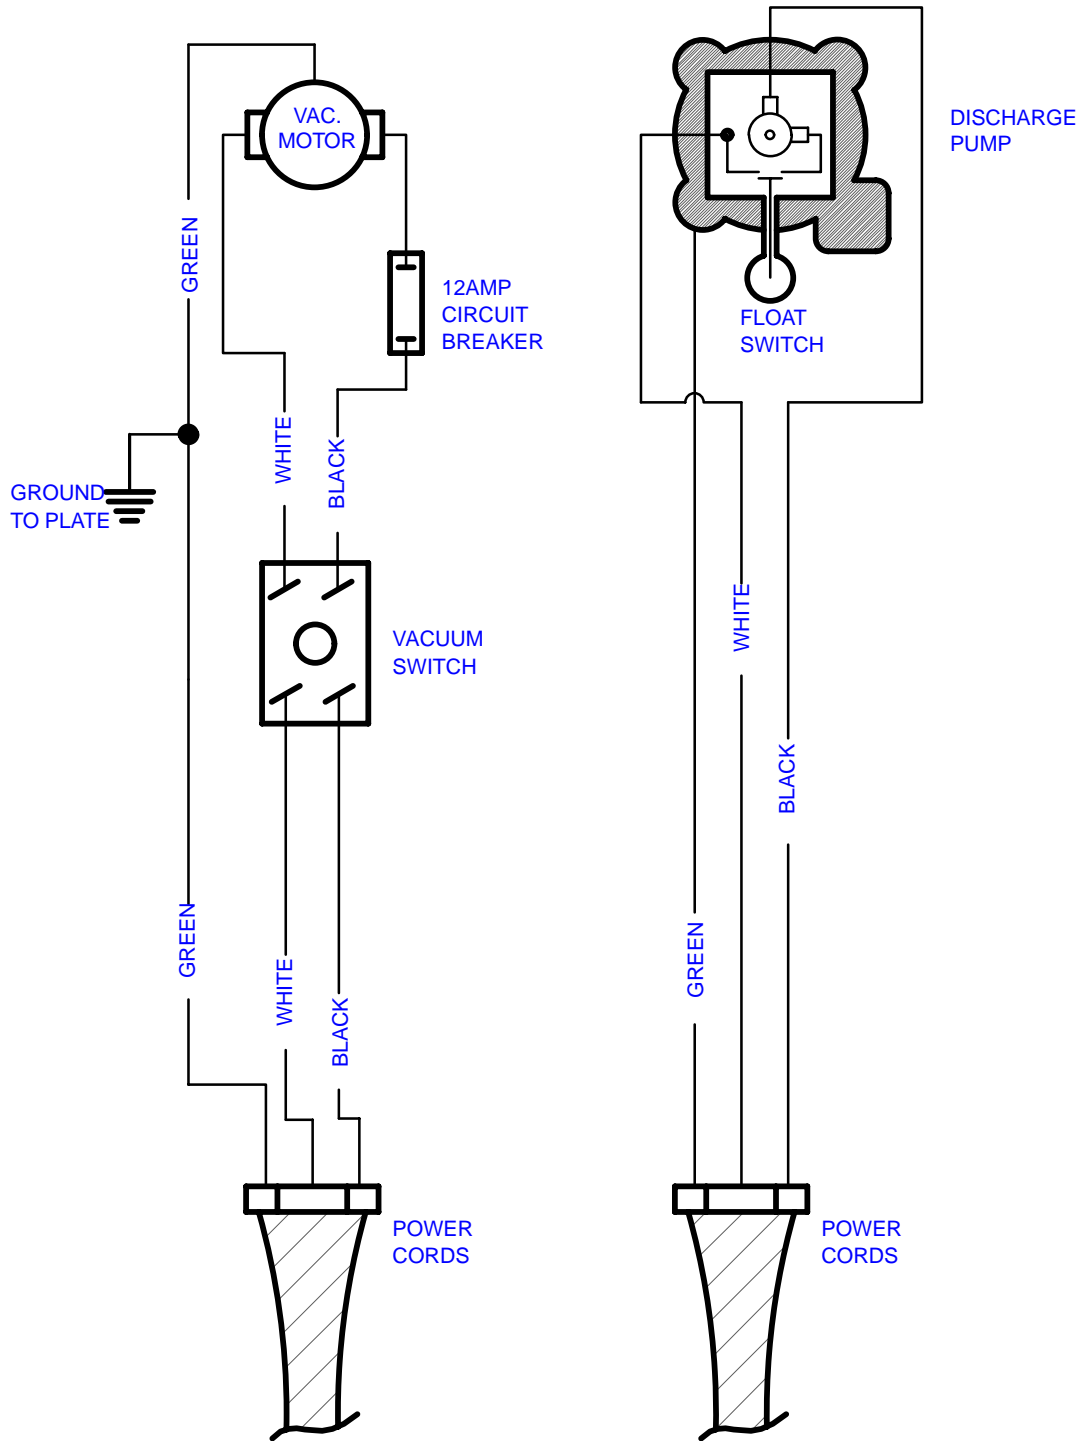 VAC.
MOTOR
GREEN
12AMP
CIRCUIT
BREAKER
WHITE
BLACK
GROUND
TO PLATE
VACUUM
SWITCH
GREEN
WHITE
BLACK
POWER
CORDS
DISCHARGE
PUMP
FLOAT
SWITCH
WHITE
BLACK
GREEN
POWER
CORDS